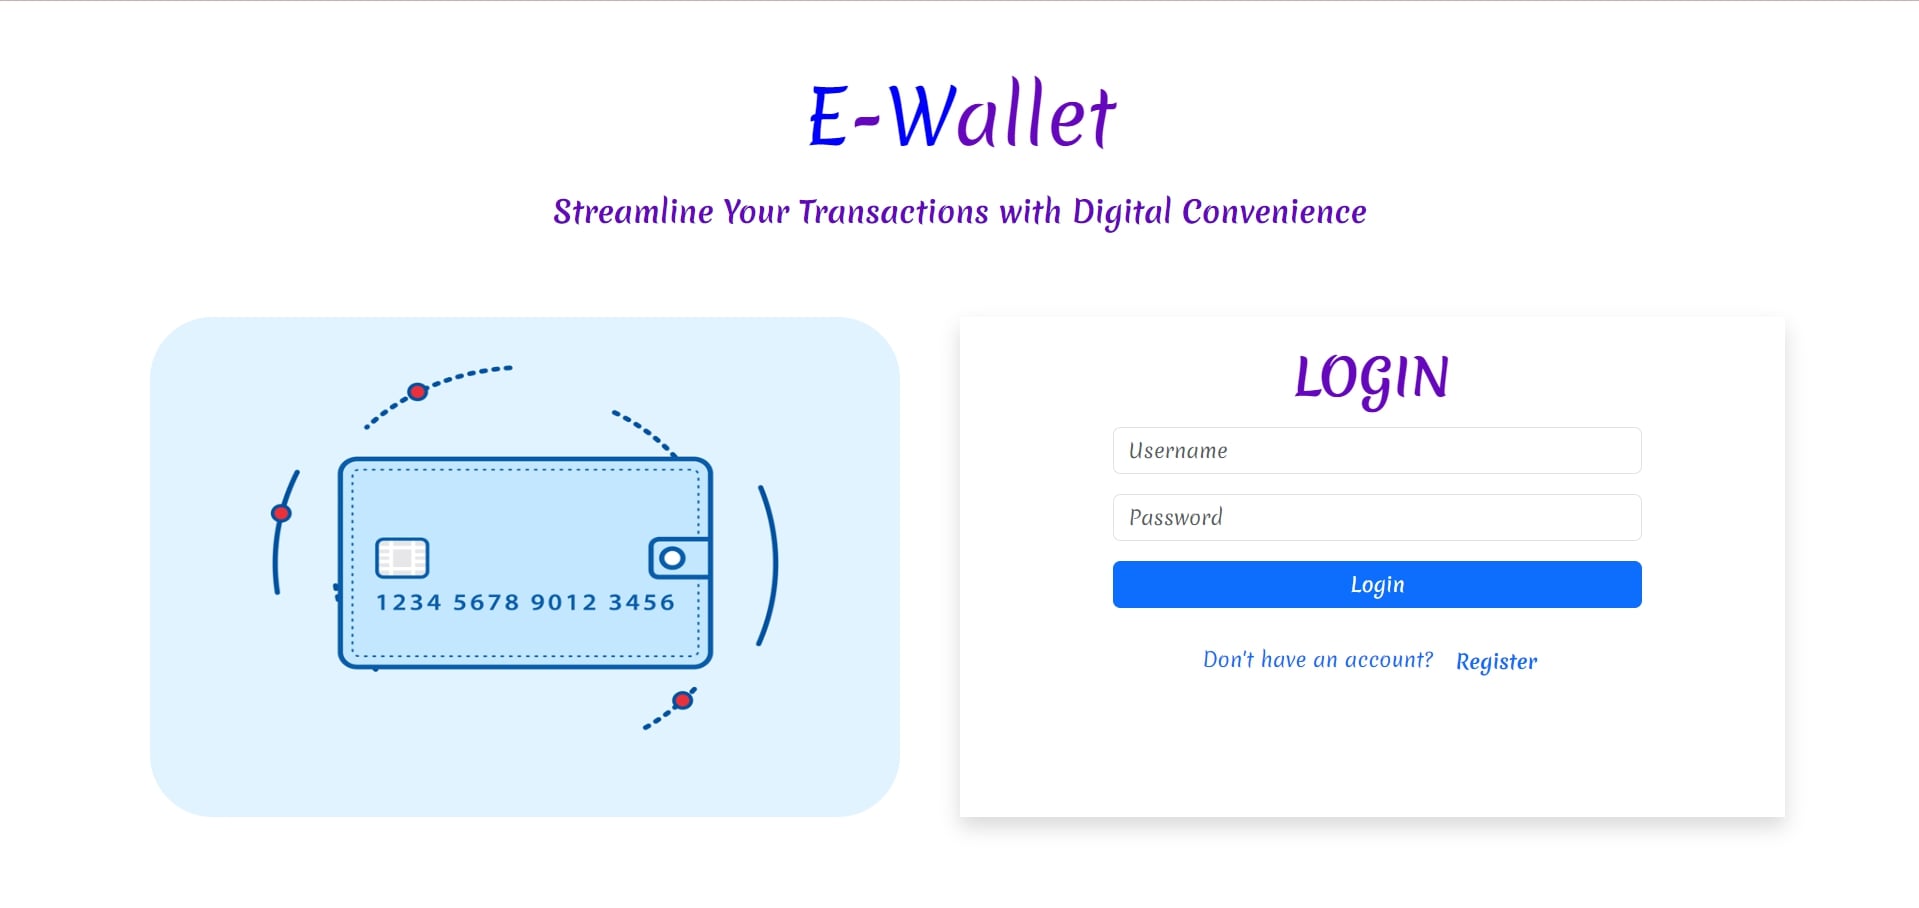 E-Wallet
Streamline Your Transactions with Digital Convenience
1234 5678 9012 3456
LOGIN
Username
Password
Login
Don't have an account? Register